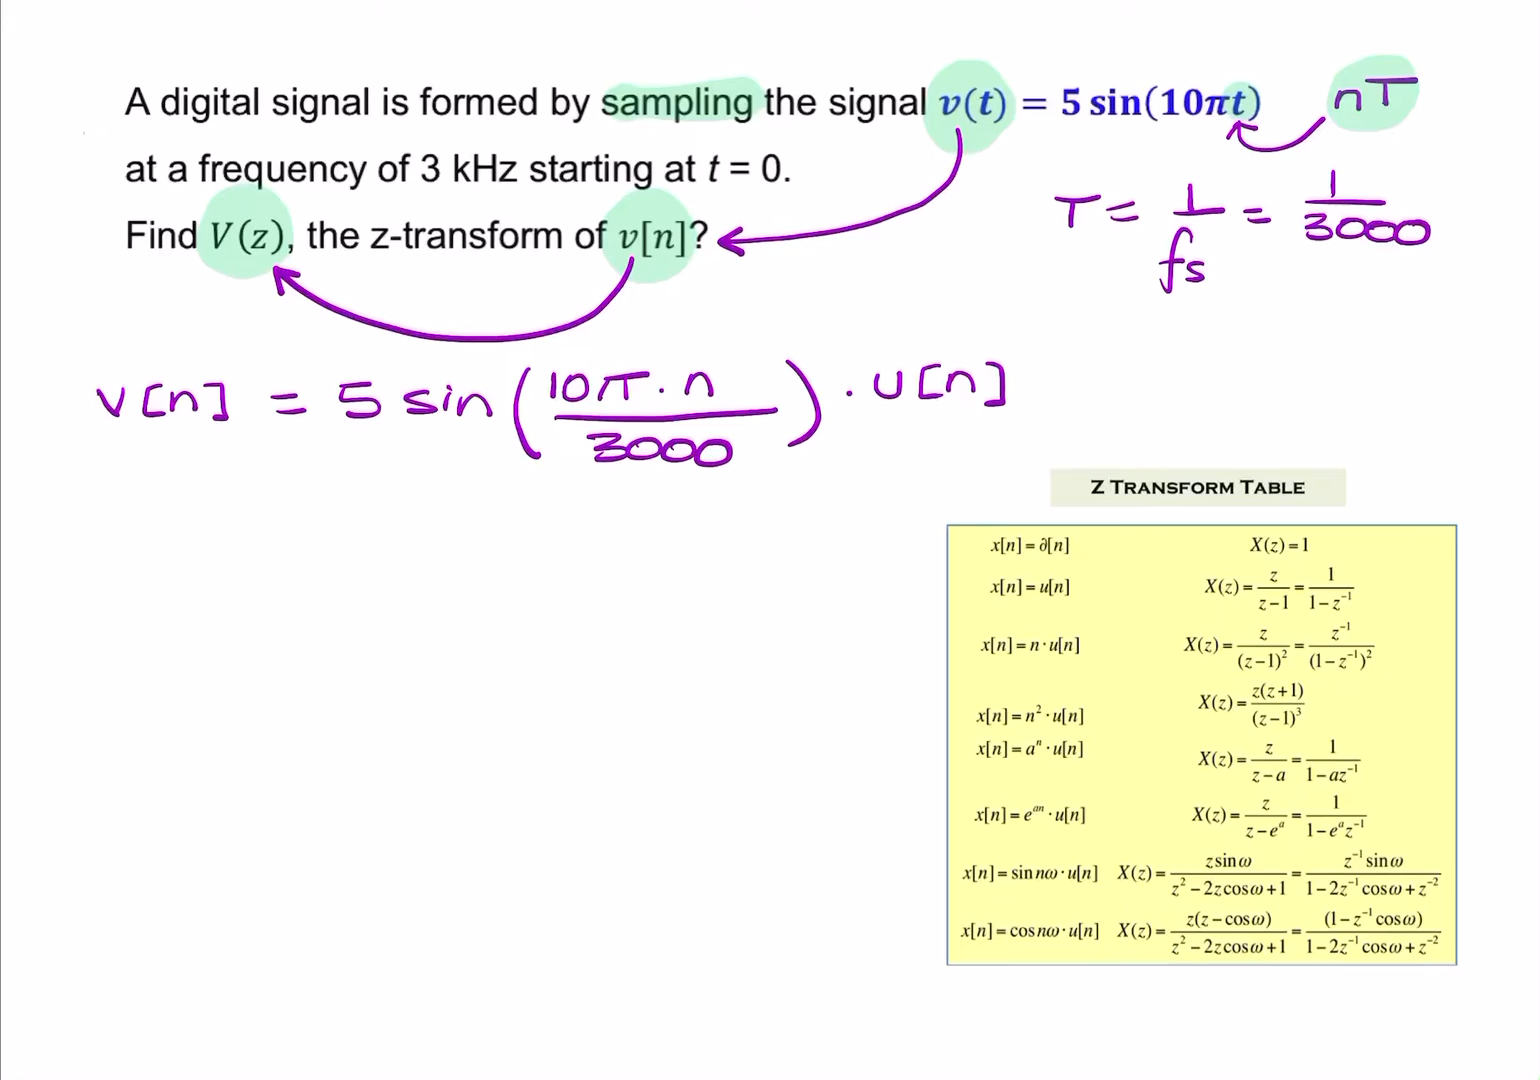 A digital signal is formed by sampling the signal v(t) = 5 sin(10πt) nT
at a frequency of 3 kHz starting at t = 0.
T = 1/fs = 1/3000
Find V(z), the z-transform of v[n]?
v[n] = 5 sin(10π·n/3000)·u[n]
Z TRANSFORM TABLE
x[n]=∂[n] X(z)=1
x[n]=u[n] X(z)=z/(z−1)=1/(1−z⁻¹)
x[n]=n·u[n] X(z)=z/(z−1)²=z⁻¹/(1−z⁻¹)²
x[n]=n²·u[n] X(z)=z(z+1)/(z−1)³
x[n]=aⁿ·u[n] X(z)=z/(z−a)=1/(1−az⁻¹)
x[n]=eᵃⁿ·u[n] X(z)=z/(z−eᵃ)=1/(1−eᵃz⁻¹)
x[n]=sin nω·u[n] X(z)=z sin ω/(z²−2z cos ω+1)=z⁻¹ sin ω/(1−2z⁻¹ cos ω+z⁻²)
x[n]=cos nω·u[n] X(z)=z(z−cos ω)/(z²−2z cos ω+1)=(1−z⁻¹ cos ω)/(1−2z⁻¹ cos ω+z⁻²)